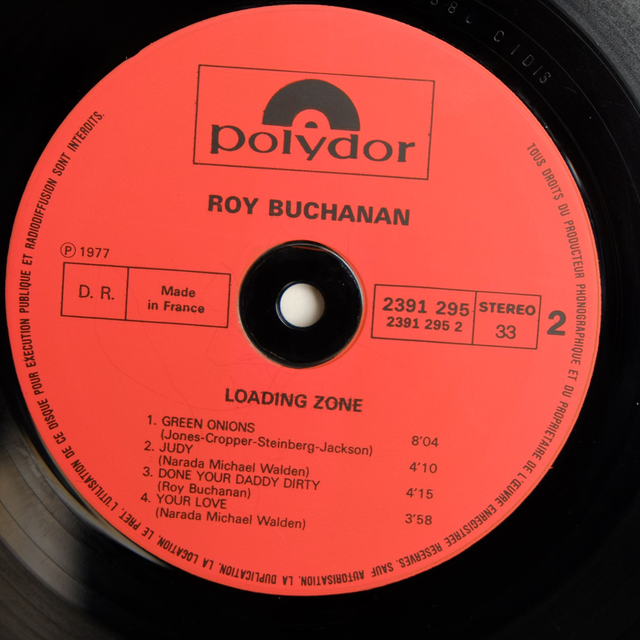 polydor
ROY BUCHANAN
℗ 1977
D. R.
Made
in France
2391 295
2391 295 2
STEREO
33
2
LOADING ZONE
1. GREEN ONIONS
(Jones-Cropper-Steinberg-Jackson) 8'04
2. JUDY
(Narada Michael Walden) 4'10
3. DONE YOUR DADDY DIRTY
(Roy Buchanan) 4'15
4. YOUR LOVE
(Narada Michael Walden) 3'58
TOUS DROITS DU PRODUCTEUR PHONOGRAPHIQUE ET DU PROPRIETAIRE DE L'ŒUVRE ENREGISTREE RESERVES. SAUF AUTORISATION, LA DUPLICATION, LA LOCATION, LE PRET, L'UTILISATION DE CE DISQUE POUR EXECUTION PUBLIQUE ET RADIODIFFUSION SONT INTERDITS.